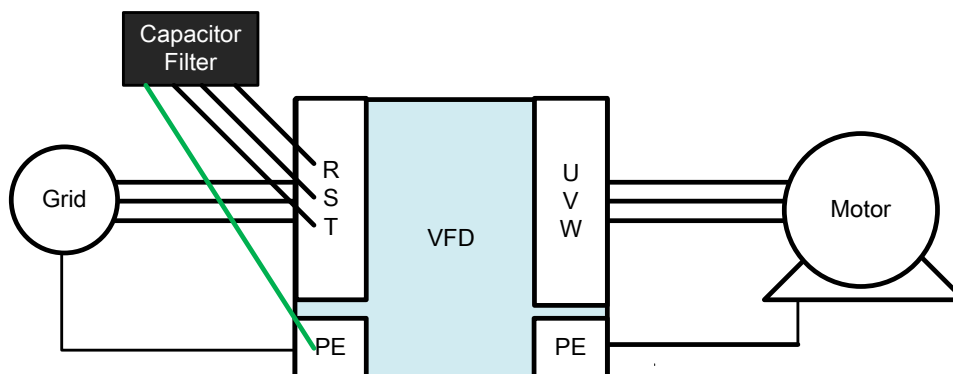 Capacitor
Filter
Grid
R
S
T
VFD
U
V
W
Motor
PE
PE